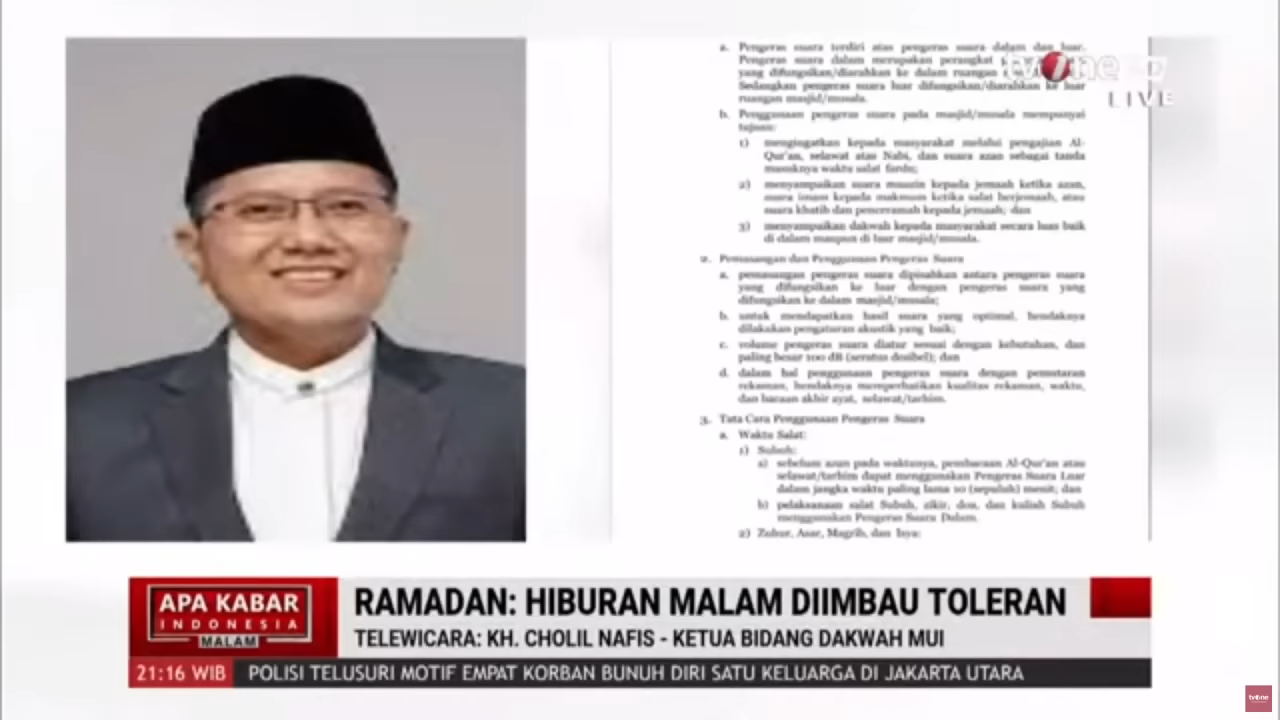 a. Pengeras suara terdiri atas pengeras suara dalam dan luar.
Pengeras suara dalam merupakan perangkat
yang difungsikan/diarahkan ke dalam ruangan
Sedangkan pengeras suara luar difungsikan/diarahkan ke luar
ruangan masjid/musala.
tvOne
LIVE
b. Penggunaan pengeras suara pada masjid/musala mempunyai
tujuan:
1) mengingatkan kepada masyarakat melalui pengajian Al-
Qur'an, selawat atas Nabi, dan suara azan sebagai tanda
masuknya waktu salat fardu;
2) menyampaikan suara muazin kepada jemaah ketika azan,
suara imam kepada makmum ketika salat berjemaah, atau
suara khatib dan penceramah kepada jemaah; dan
3) menyampaikan dakwah kepada masyarakat secara luas baik
di dalam maupun di luar masjid/musala.
2. Pemasangan dan Penggunaan Pengeras Suara
a. pemasangan pengeras suara dipisahkan antara pengeras suara
yang difungsikan ke luar dengan pengeras suara yang
difungsikan ke dalam masjid/musala;
b. untuk mendapatkan hasil suara yang optimal, hendaknya
dilakukan pengaturan akustik yang baik;
c. volume pengeras suara diatur sesuai dengan kebutuhan, dan
paling besar 100 dB (seratus desibel); dan
d. dalam hal penggunaan pengeras suara dengan pemutaran
rekaman, hendaknya memperhatikan kualitas rekaman, waktu,
dan bacaan akhir ayat, selawat/tarhim.
3. Tata Cara Penggunaan Pengeras Suara
a. Waktu Salat:
1) Subuh:
a) sebelum azan pada waktunya, pembacaan Al-Qur'an atau
selawat/tarhim dapat menggunakan Pengeras Suara Luar
dalam jangka waktu paling lama 10 (sepuluh) menit; dan
b) pelaksanaan salat Subuh, zikir, doa, dan kuliah Subuh
menggunakan Pengeras Suara Dalam.
2) Zuhur, Asar, Magrib, dan Isya:
APA KABAR
INDONESIA
MALAM
RAMADAN: HIBURAN MALAM DIIMBAU TOLERAN
TELEWICARA: KH. CHOLIL NAFIS - KETUA BIDANG DAKWAH MUI
21:16 WIB POLISI TELUSURI MOTIF EMPAT KORBAN BUNUH DIRI SATU KELUARGA DI JAKARTA UTARA
tvOne